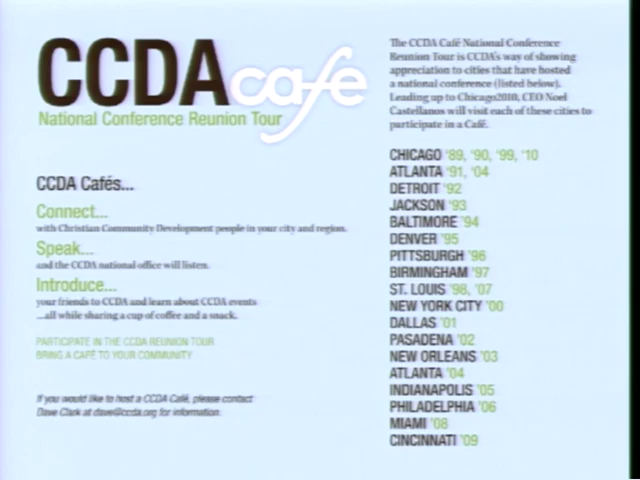 CCDA café
National Conference Reunion Tour
CCDA Cafés...
Connect...
with Christian Community Development people in your city and region.
Speak...
and the CCDA national office will listen.
Introduce...
your friends to CCDA and learn about CCDA events
...all while sharing a cup of coffee and a snack.
PARTICIPATE IN THE CCDA REUNION TOUR
BRING A CAFÉ TO YOUR COMMUNITY
If you would like to host a CCDA Café, please contact
Dave Clark at dave@ccda.org for information.
The CCDA Café National Conference
Reunion Tour is CCDA's way of showing
appreciation to cities that have hosted
a national conference (listed below).
Leading up to Chicago2010, CEO Noel
Castellanos will visit each of these cities to
participate in a Café.
CHICAGO '89, '90, '99, '10
ATLANTA '91, '04
DETROIT '92
JACKSON '93
BALTIMORE '94
DENVER '95
PITTSBURGH '96
BIRMINGHAM '97
ST. LOUIS '98, '07
NEW YORK CITY '00
DALLAS '01
PASADENA '02
NEW ORLEANS '03
ATLANTA '04
INDIANAPOLIS '05
PHILADELPHIA '06
MIAMI '08
CINCINNATI '09